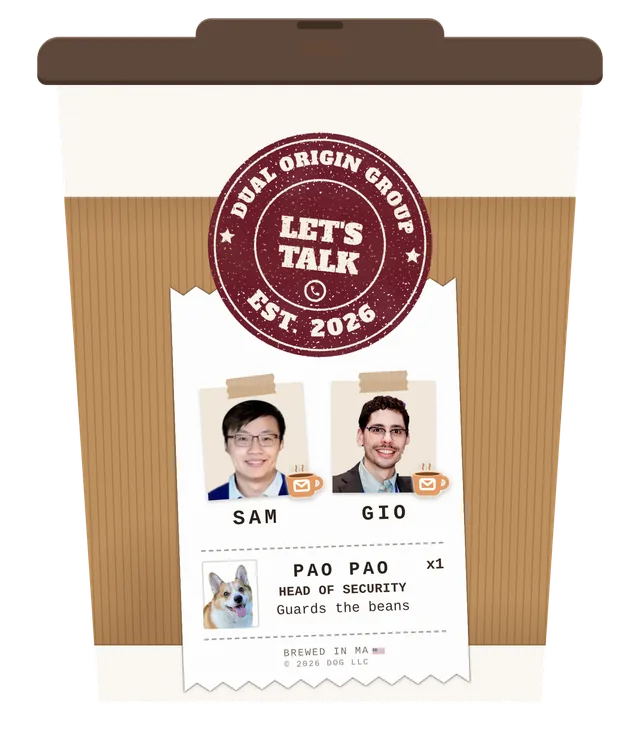 DUAL ORIGIN GROUP
LET'S
TALK
EST. 2026
SAM
GIO
PAO PAO
x1
HEAD OF SECURITY
Guards the beans
BREWED IN MA 🇺🇸
© 2026 DOG LLC